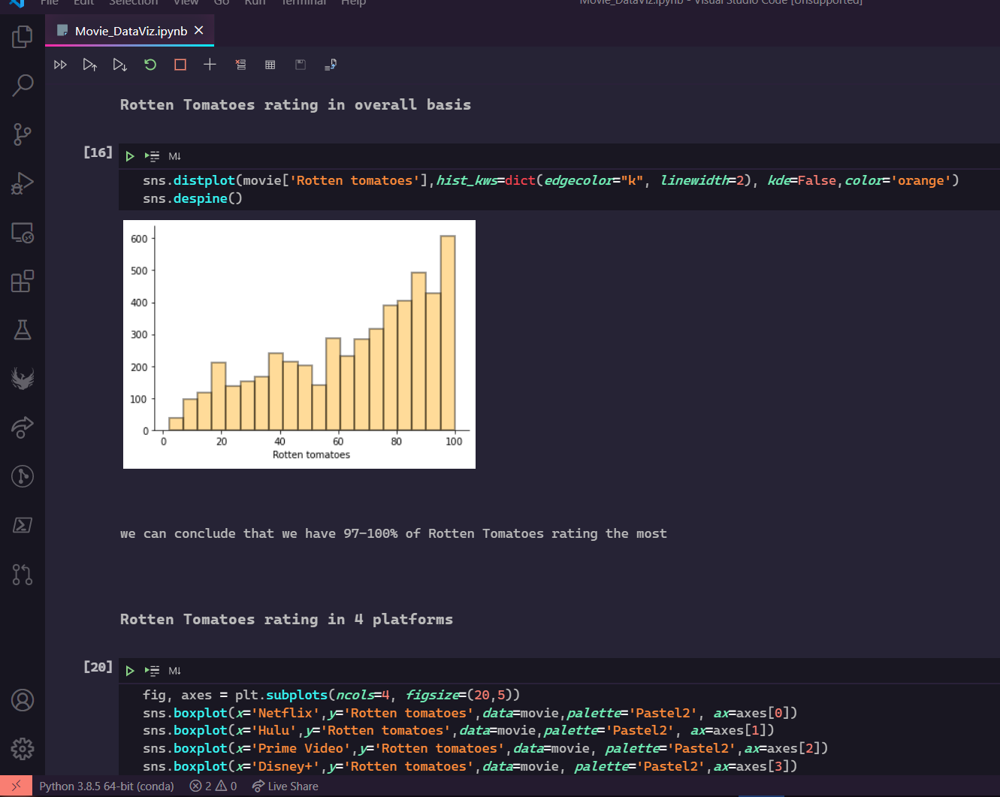 File Edit Selection View Go Run Terminal Help Movie_DataViz.ipynb - Visual Studio Code [Unsupported]
Movie_DataViz.ipynb
Rotten Tomatoes rating in overall basis
[16]
M↓
sns.distplot(movie['Rotten tomatoes'],hist_kws=dict(edgecolor="k", linewidth=2), kde=False,color='orange')
sns.despine()
600
500
400
300
200
100
0
0 20 40 60 80 100
Rotten tomatoes
we can conclude that we have 97-100% of Rotten Tomatoes rating the most
Rotten Tomatoes rating in 4 platforms
[20]
M↓
fig, axes = plt.subplots(ncols=4, figsize=(20,5))
sns.boxplot(x='Netflix',y='Rotten tomatoes',data=movie,palette='Pastel2', ax=axes[0])
sns.boxplot(x='Hulu',y='Rotten tomatoes',data=movie,palette='Pastel2', ax=axes[1])
sns.boxplot(x='Prime Video',y='Rotten tomatoes',data=movie, palette='Pastel2',ax=axes[2])
sns.boxplot(x='Disney+',y='Rotten tomatoes',data=movie, palette='Pastel2',ax=axes[3])
Python 3.8.5 64-bit (conda) 2 0 Live Share